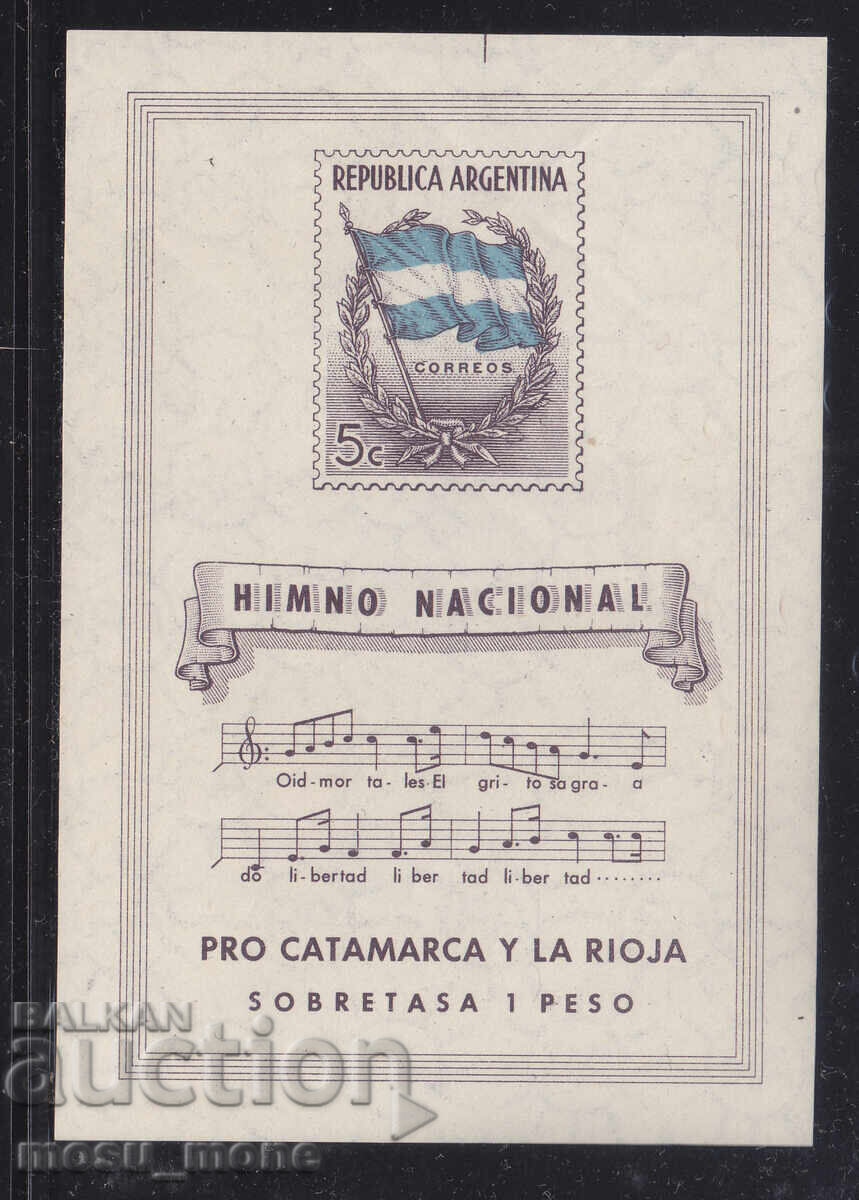 REPUBLICA ARGENTINA
CORREOS
5c
HIMNO NACIONAL
Oid-mor ta-les·El gri-to sa gra-a
do li-bertad li ber tad li-ber tad ········
PRO CATAMARCA Y LA RIOJA
SOBRETASA 1 PESO
BALKAN
auction
mosu_mohe